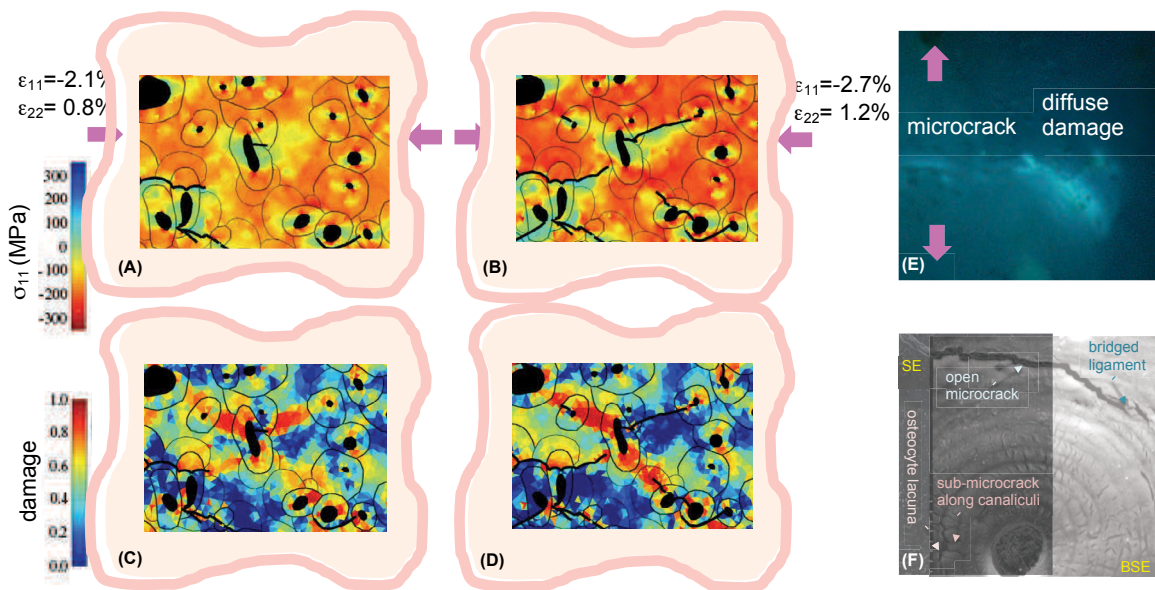 ε11=-2.1%
ε22= 0.8%
ε11=-2.7%
ε22= 1.2%
σ11 (MPa)
300
200
100
0
-100
-200
-300
(A)
(B)
microcrack
diffuse
damage
(E)
damage
1.0
0.8
0.6
0.4
0.2
0.0
(C)
(D)
SE
open
microcrack
bridged
ligament
osteocyte lacuna
sub-microcrack
along canaliculi
(F)
BSE